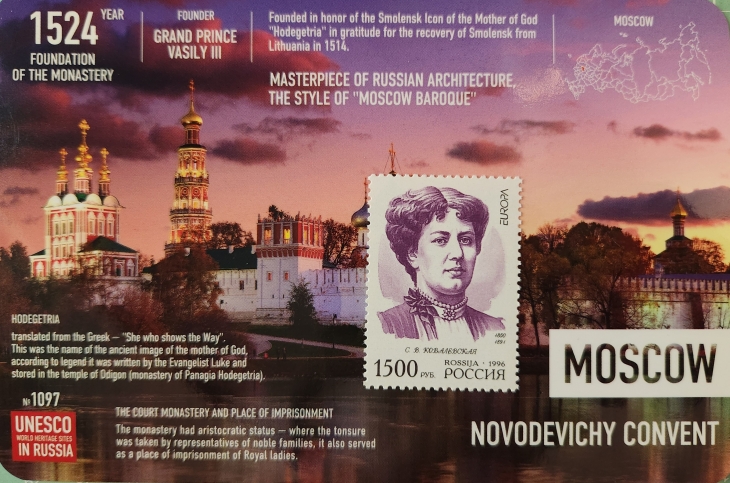 1524 YEAR
FOUNDATION
OF THE MONASTERY
FOUNDER
GRAND PRINCE
VASILY III
Founded in honor of the Smolensk Icon of the Mother of God
"Hodegetria" in gratitude for the recovery of Smolensk from
Lithuania in 1514.
MASTERPIECE OF RUSSIAN ARCHITECTURE,
THE STYLE OF "MOSCOW BAROQUE"
MOSCOW
HODEGETRIA
translated from the Greek – "She who shows the Way".
This was the name of the ancient image of the mother of God,
according to legend it was written by the Evangelist Luke and
stored in the temple of Odigon (monastery of Panagia Hodegetria).
N 1097
UNESCO
WORLD HERITAGE SITES
IN RUSSIA
THE COURT MONASTERY AND PLACE OF IMPRISONMENT
The monastery had aristocratic status – where the tonsure
was taken by representatives of noble families, it also served
as a place of imprisonment of Royal ladies.
EUROPA
С. В. КОВАЛЕВСКАЯ
1850
1891
1500 РУБ.
ROSSIJA · 1996
РОССИЯ
MOSCOW
NOVODEVICHY CONVENT